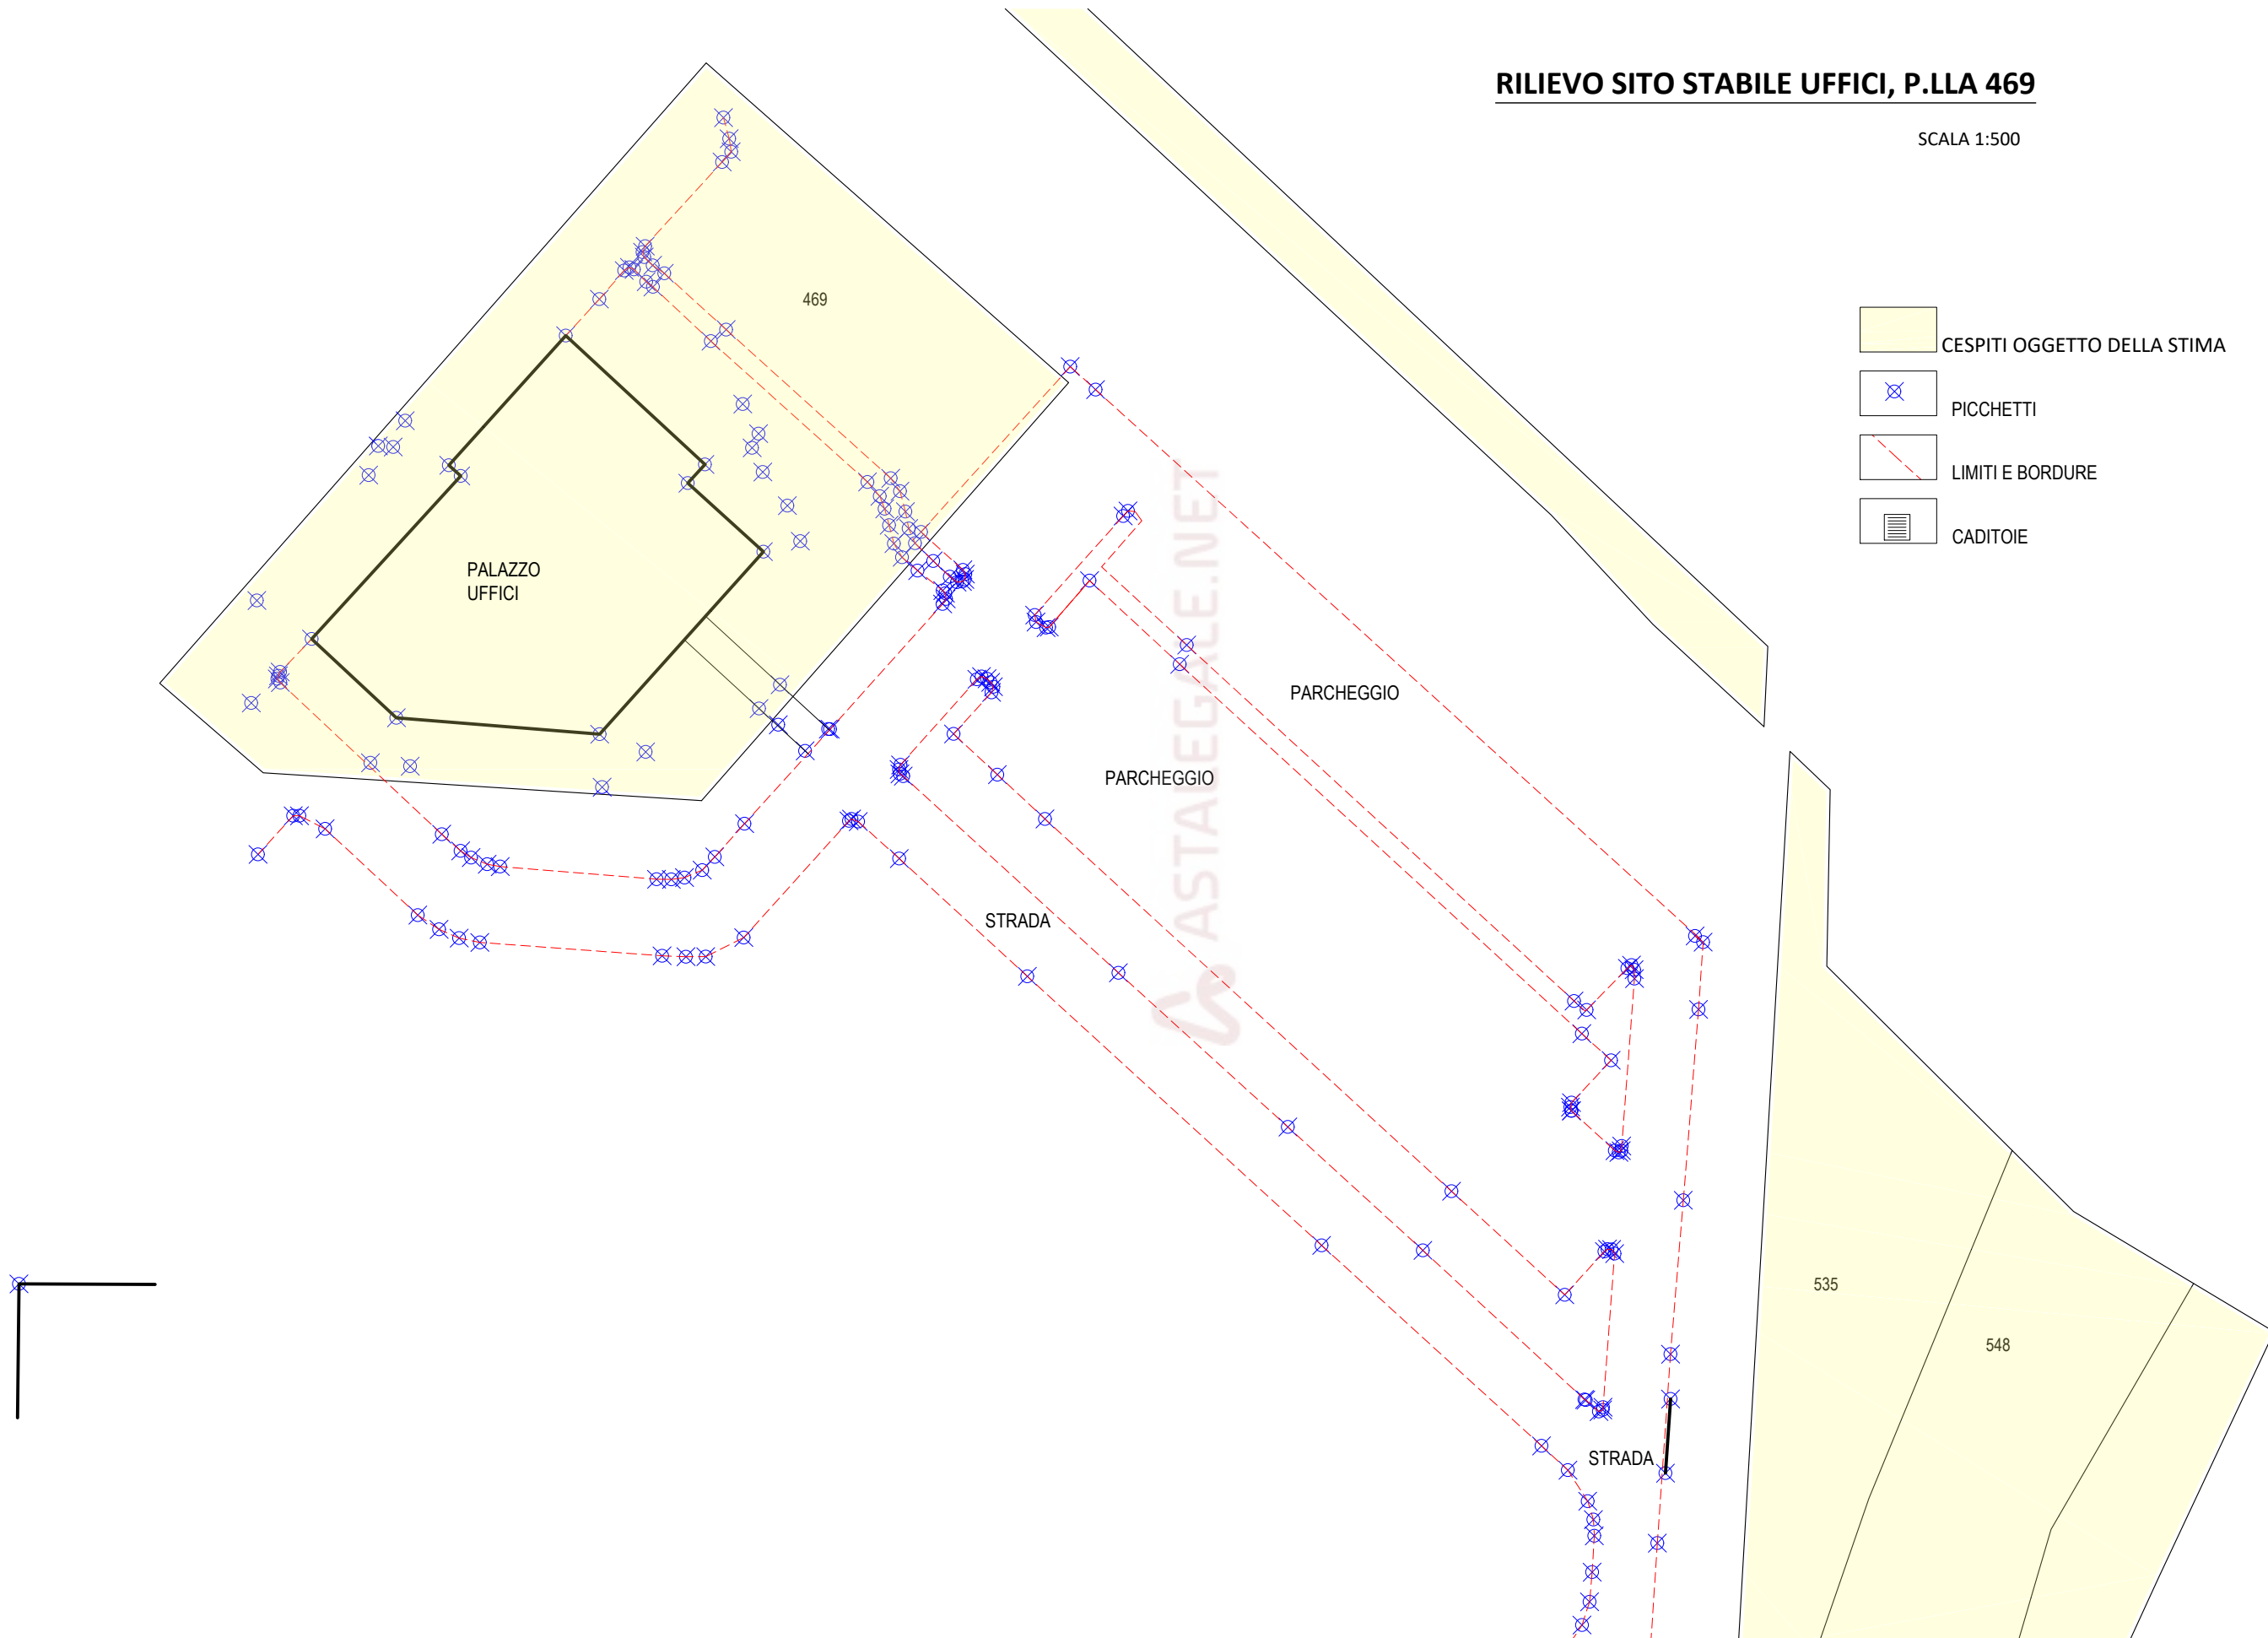 RILIEVO SITO STABILE UFFICI, P.LLA 469
SCALA 1:500
469
CESPITI OGGETTO DELLA STIMA
PICCHETTI
LIMITI E BORDURE
CADITOIE
PALAZZO
UFFICI
PARCHEGGIO
PARCHEGGIO
STRADA
ASTALEGALE.NET
535
548
STRADA